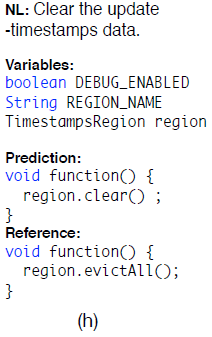 NL: Clear the update
-timestamps data.
Variables:
boolean DEBUG_ENABLED
String REGION_NAME
TimestampsRegion region
Prediction:
void function() {
region.clear() ;
}
Reference:
void function() {
region.evictAll();
}
(h)